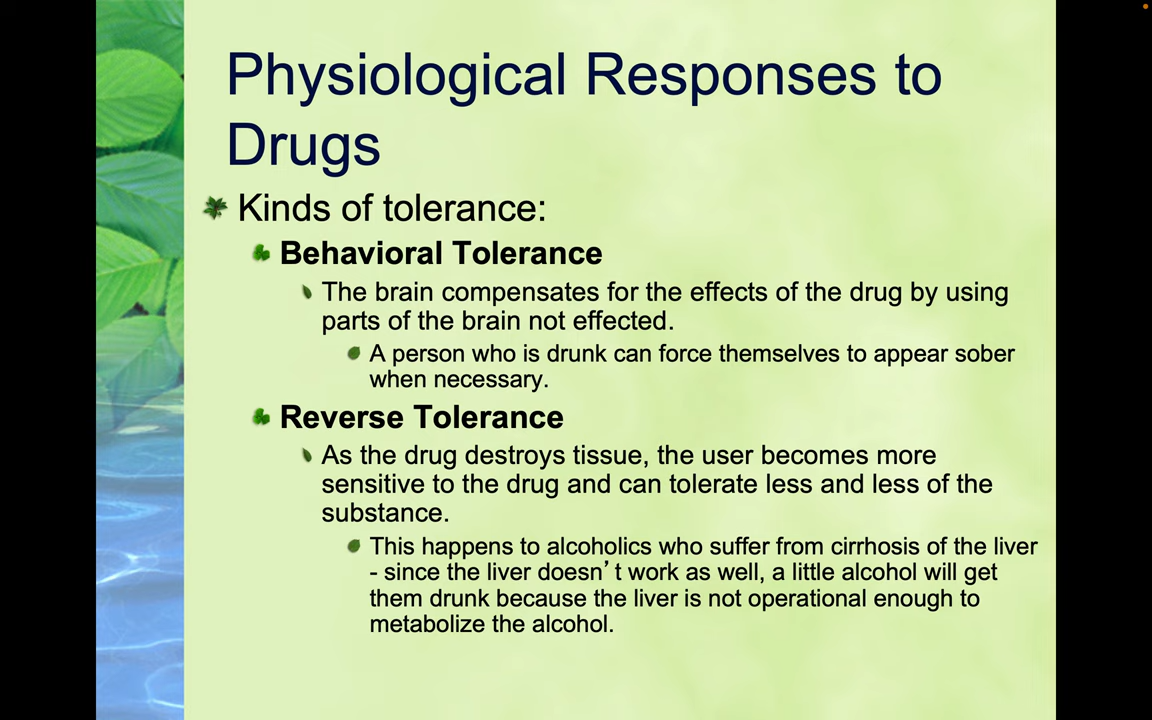 Physiological Responses to
Drugs
Kinds of tolerance:
Behavioral Tolerance
The brain compensates for the effects of the drug by using
parts of the brain not effected.
A person who is drunk can force themselves to appear sober
when necessary.
Reverse Tolerance
As the drug destroys tissue, the user becomes more
sensitive to the drug and can tolerate less and less of the
substance.
This happens to alcoholics who suffer from cirrhosis of the liver
- since the liver doesn’t work as well, a little alcohol will get
them drunk because the liver is not operational enough to
metabolize the alcohol.